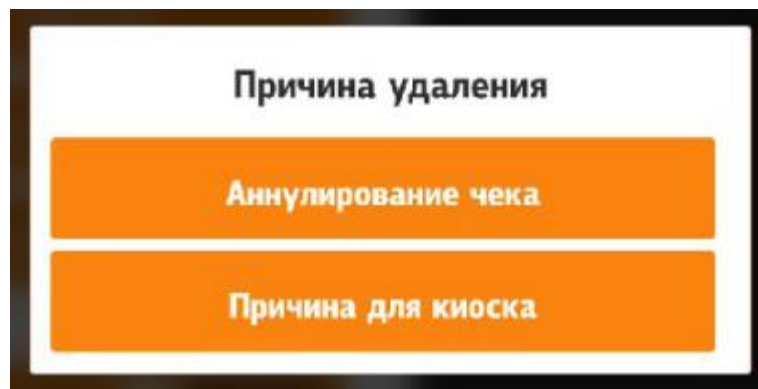 Причина удаления
Аннулирование чека
Причина для киоска